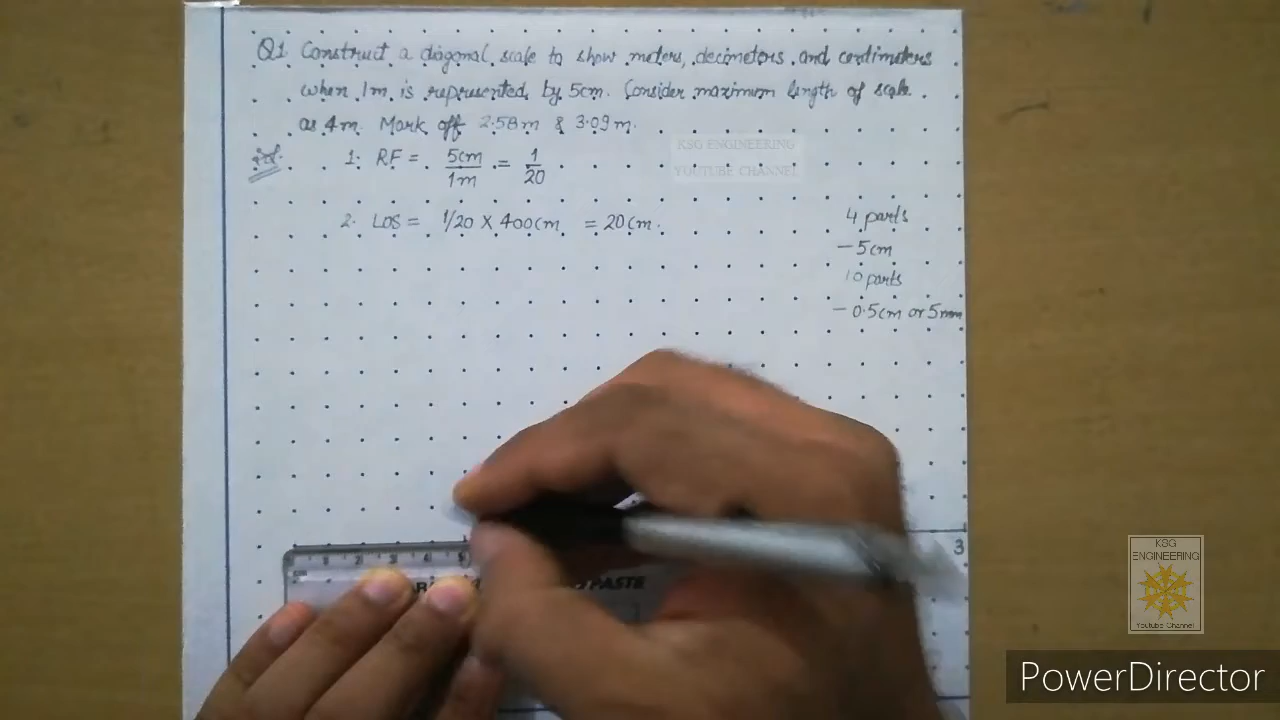 Q1 Construct a diagonal scale to show meters, decimeters and centimeters
when 1m is represented by 5cm. Consider maximum length of scale
as 4m. Mark off 2.58m & 3.09m.
KSG ENGINEERING
YOUTUBE CHANNEL
Sol.
1. RF = 5cm/1m = 1/20
2. LOS = 1/20 X 400cm = 20cm.
4 parts
- 5cm
10 parts
- 0.5cm or 5mm
3
KSG
ENGINEERING
Youtube Channel
PASTE
PowerDirector